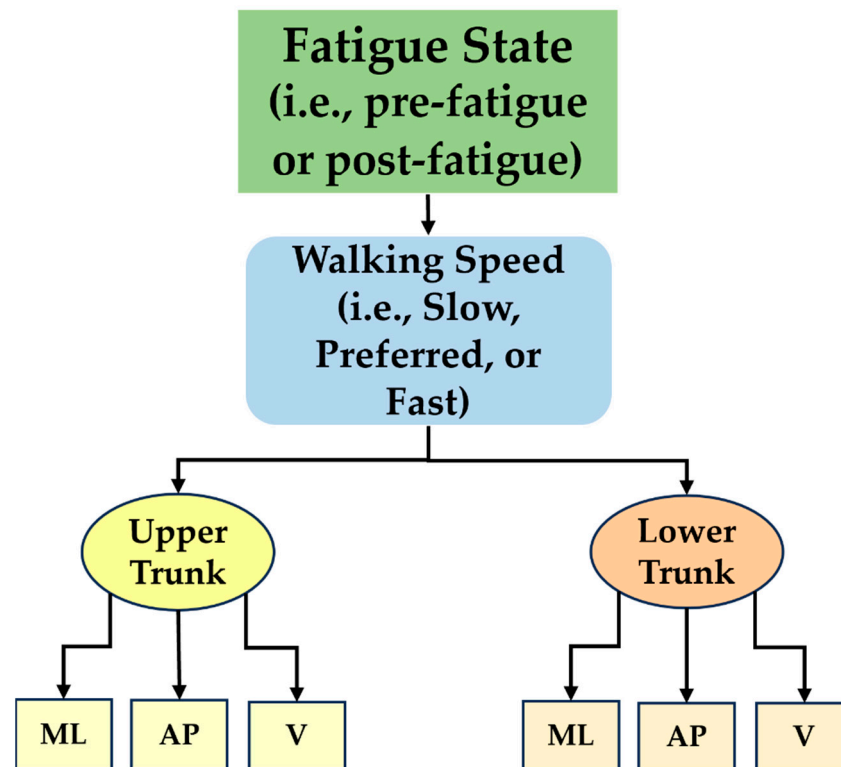 Fatigue State
(i.e., pre-fatigue
or post-fatigue)
Walking Speed
(i.e., Slow,
Preferred, or
Fast)
Upper
Trunk
Lower
Trunk
ML
AP
V
ML
AP
V